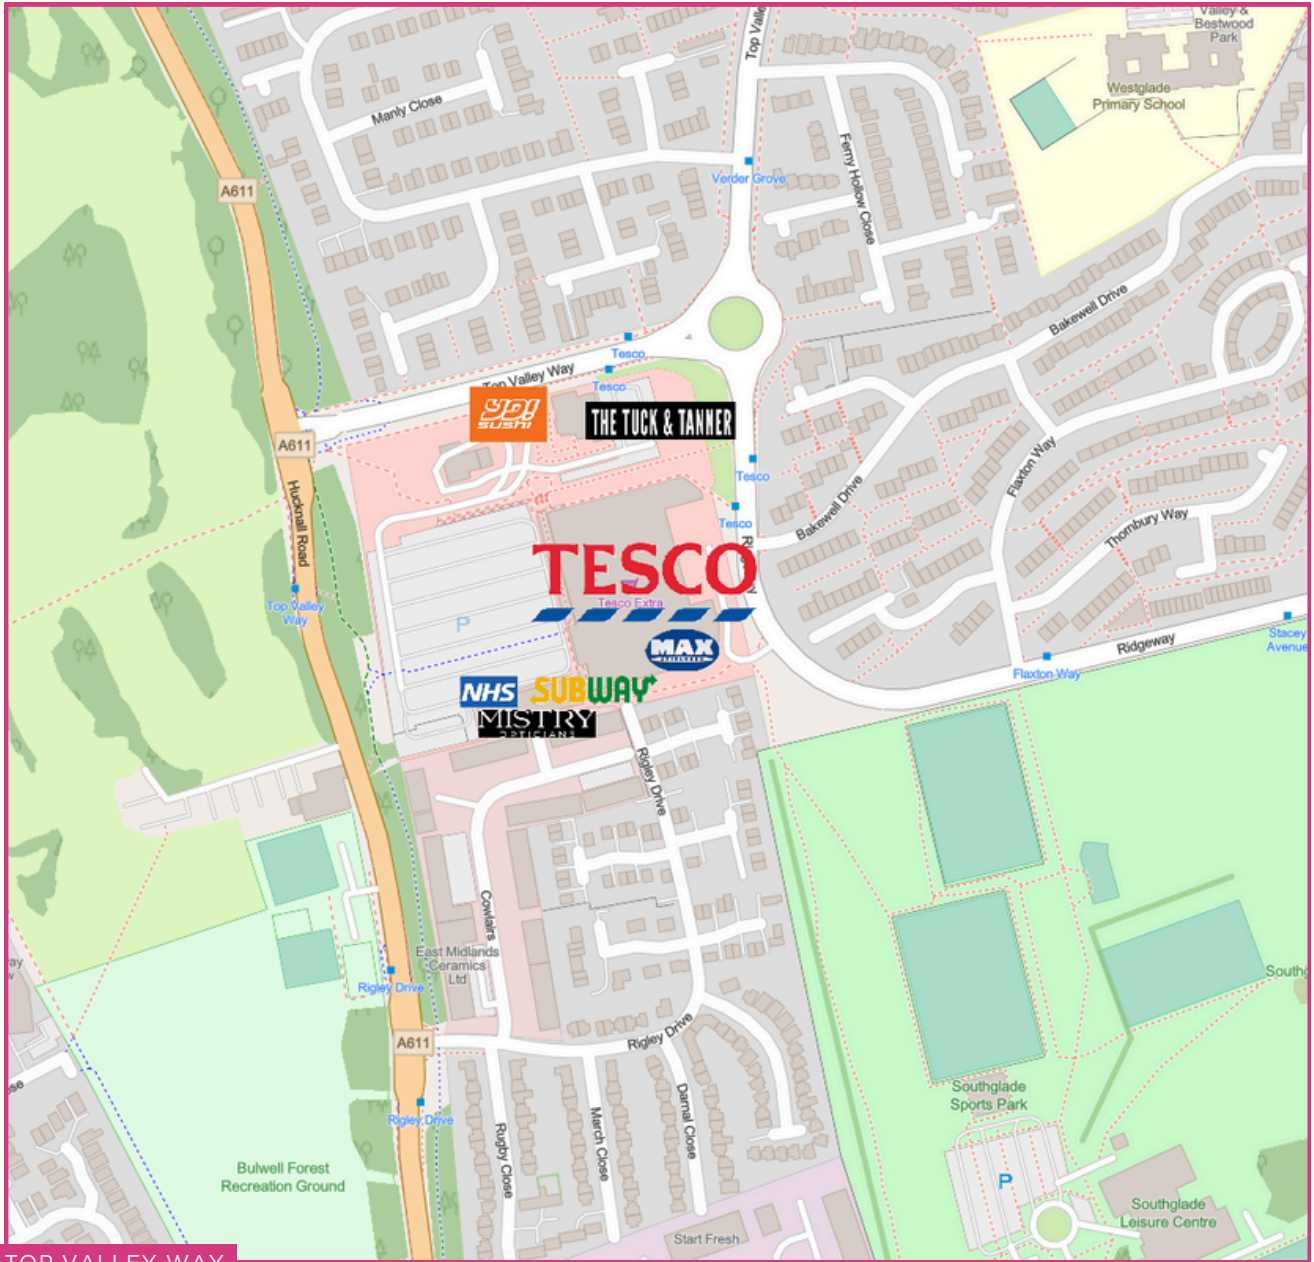 Valley &
Bestwood
Park
Top Valle
Westglade
Primary School
Manly Close
Ferny Hollow Close
Verder Grove
A611
Bakewell Drive
Tesco
Top Valley Way
Tesco
YO!
SUSHI
THE TUCK & TANNER
A611
Flaxton Way
Tesco
Hucknall Road
Bakewell Drive
Tesco
Thornbury Way
TESCO
Tesco Extra
Top Valley
Way
P
Stacey
Avenue
Ridgeway
MAX
SPIELMANN
Flaxton Way
NHS
SUBWAY
MISTRY
OPTICIANS
Rigley Drive
Cowlairs
East Midlands
Ceramics
Ltd
Rigley Drive
Southg
Rigley Drive
A611
Southglade
Sports Park
Rigley Drive
Rugby Close
March Close
Darnal Close
Bulwell Forest
Recreation Ground
P
Southglade
Leisure Centre
Start Fresh
TOP VALLEY WAY